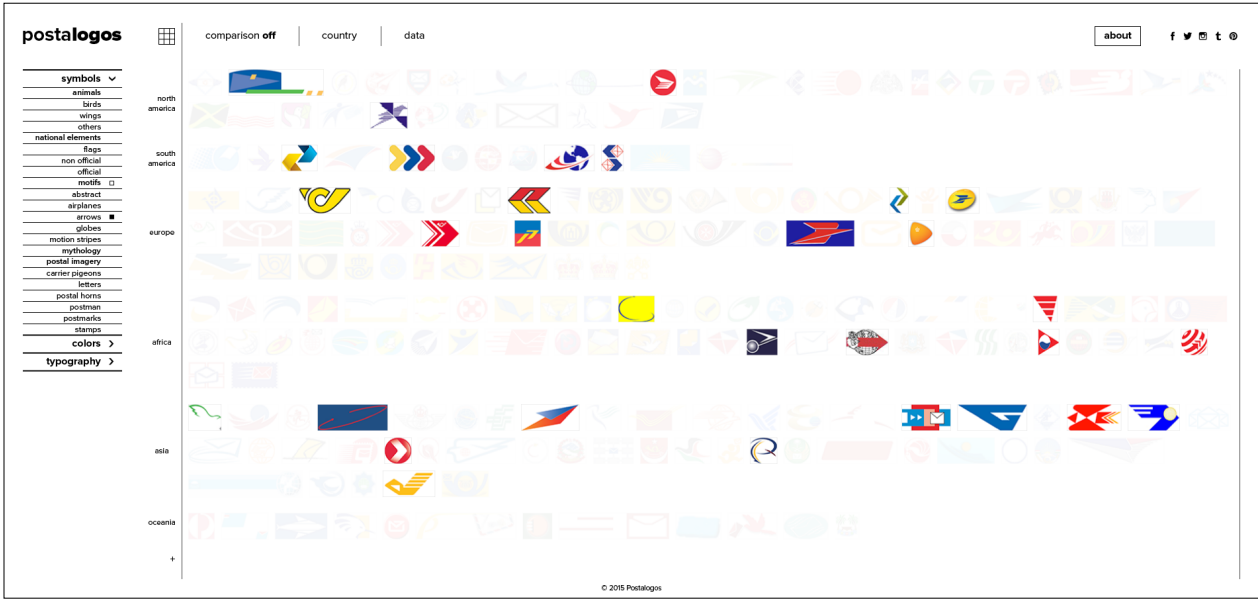 postalogos
comparison off
country
data
about
symbols
animals
birds
wings
others
national elements
flags
non official
official
motifs
abstract
airplanes
arrows
globes
motion stripes
mythology
postal imagery
carrier pigeons
letters
postal horns
postman
postmarks
stamps
colors
typography
north
america
south
america
europe
africa
asia
oceania
+
© 2015 Postalogos